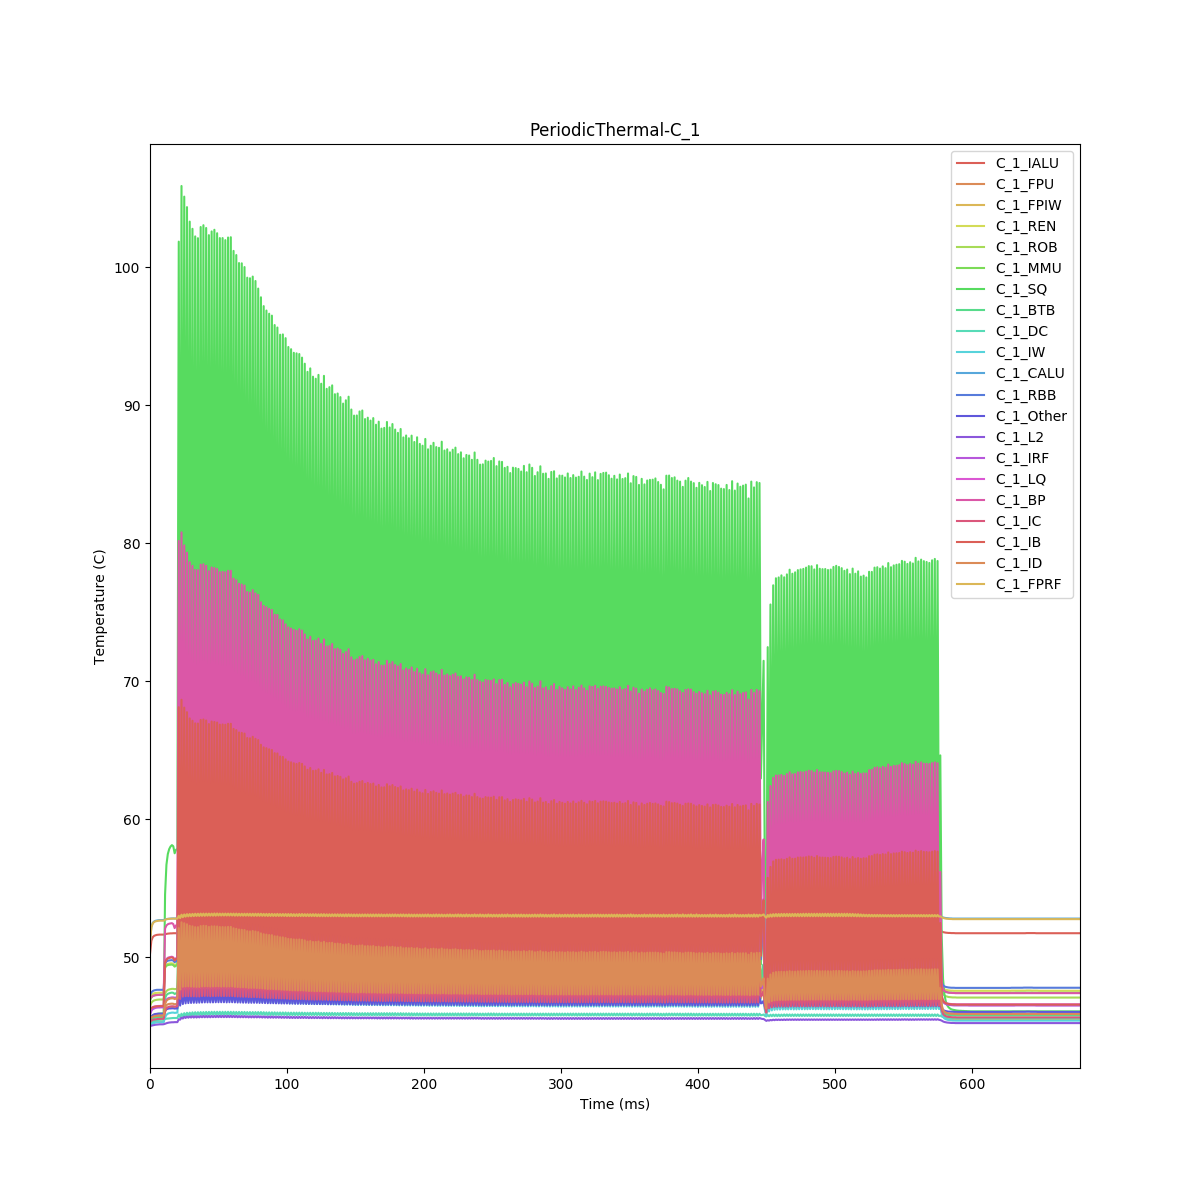 PeriodicThermal-C_1
C_1_IALU
C_1_FPU
C_1_FPIW
C_1_REN
C_1_ROB
C_1_MMU
C_1_SQ
C_1_BTB
C_1_DC
C_1_IW
C_1_CALU
C_1_RBB
C_1_Other
C_1_L2
C_1_IRF
C_1_LQ
C_1_BP
C_1_IC
C_1_IB
C_1_ID
C_1_FPRF
Temperature (C)
100
90
80
70
60
50
0 100 200 300 400 500 600
Time (ms)